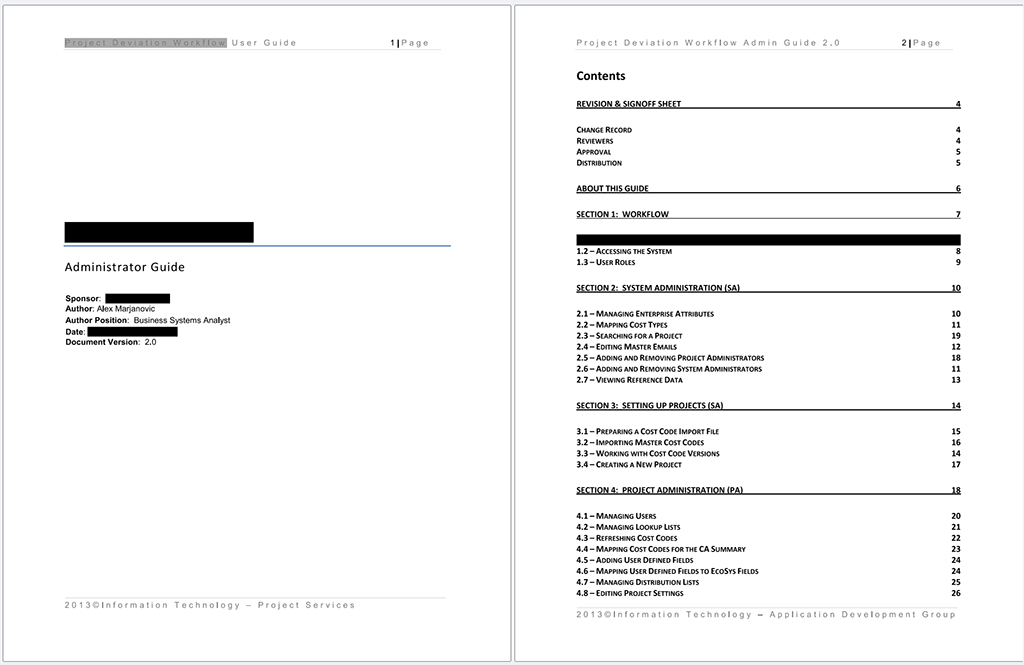 Project Deviation Workflow User Guide 1|Page
Administrator Guide
Sponsor:
Author: Alex Marjanovic
Author Position: Business Systems Analyst
Date:
Document Version: 2.0
2013©Information Technology – Project Services
Project Deviation Workflow Admin Guide 2.0 2|Page
Contents
REVISION & SIGNOFF SHEET 4
CHANGE RECORD 4
REVIEWERS 4
APPROVAL 5
DISTRIBUTION 5
ABOUT THIS GUIDE 6
SECTION 1: WORKFLOW 7
1.2 – ACCESSING THE SYSTEM 8
1.3 – USER ROLES 9
SECTION 2: SYSTEM ADMINISTRATION (SA) 10
2.1 – MANAGING ENTERPRISE ATTRIBUTES 10
2.2 – MAPPING COST TYPES 11
2.3 – SEARCHING FOR A PROJECT 19
2.4 – EDITING MASTER EMAILS 12
2.5 – ADDING AND REMOVING PROJECT ADMINISTRATORS 18
2.6 – ADDING AND REMOVING SYSTEM ADMINISTRATORS 11
2.7 – VIEWING REFERENCE DATA 13
SECTION 3: SETTING UP PROJECTS (SA) 14
3.1 – PREPARING A COST CODE IMPORT FILE 15
3.2 – IMPORTING MASTER COST CODES 16
3.3 – WORKING WITH COST CODE VERSIONS 14
3.4 – CREATING A NEW PROJECT 17
SECTION 4: PROJECT ADMINISTRATION (PA) 18
4.1 – MANAGING USERS 20
4.2 – MANAGING LOOKUP LISTS 21
4.3 – REFRESHING COST CODES 22
4.4 – MAPPING COST CODES FOR THE CA SUMMARY 23
4.5 – ADDING USER DEFINED FIELDS 24
4.6 – MAPPING USER DEFINED FIELDS TO ECOSYS FIELDS 24
4.7 – MANAGING DISTRIBUTION LISTS 25
4.8 – EDITING PROJECT SETTINGS 26
2013©Information Technology – Application Development Group